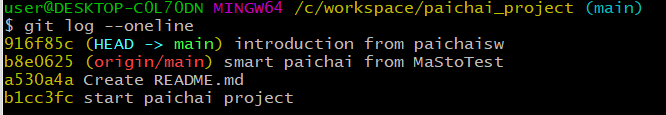 user@DESKTOP-C0L7ODN MINGW64 /c/workspace/paichai_project (main)
$ git log --oneline
916f85c (HEAD -> main) introduction from paichaisw
b8e0625 (origin/main) smart paichai from MaStoTest
a530a4a Create README.md
b1cc3fc start paichai project